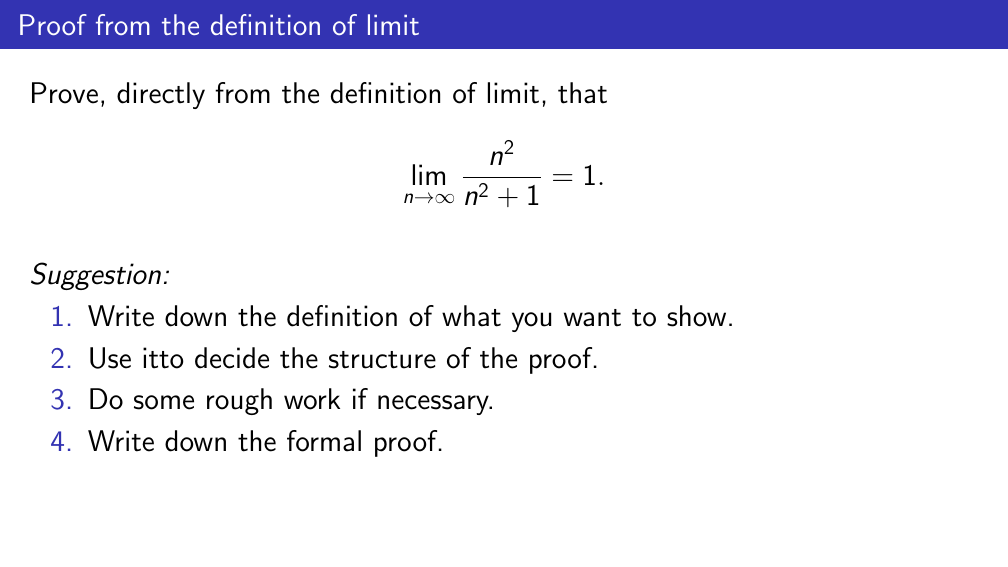 Proof from the definition of limit
Prove, directly from the definition of limit, that
lim n→∞ n² / (n² + 1) = 1.
Suggestion:
1. Write down the definition of what you want to show.
2. Use itto decide the structure of the proof.
3. Do some rough work if necessary.
4. Write down the formal proof.